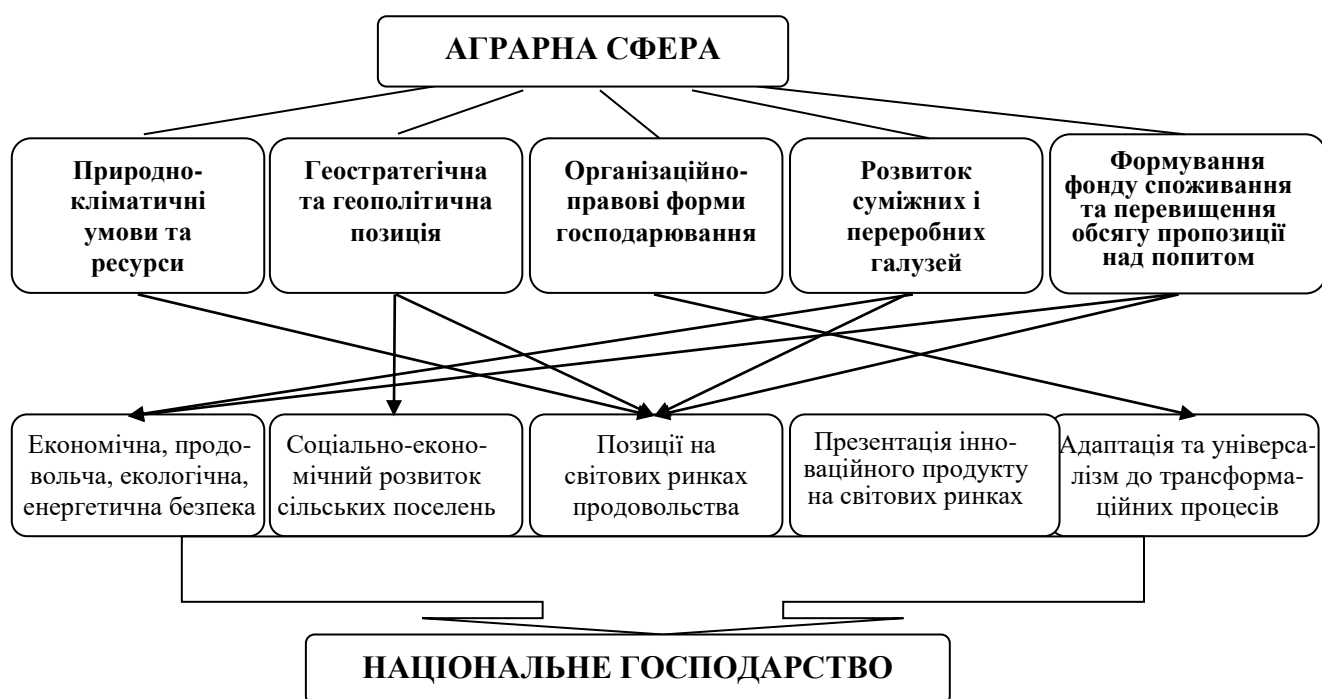 АГРАРНА СФЕРА
Природно-
кліматичні
умови та
ресурси
Геостратегічна
та геополітична
позиція
Організаційно-
правові форми
господарювання
Розвиток
суміжних і
переробних
галузей
Формування
фонду споживання
та перевищення
обсягу пропозиції
над попитом
Економічна, продо-
вольча, екологічна,
енергетична безпека
Соціально-еконо-
мічний розвиток
сільських поселень
Позиції на
світових ринках
продовольства
Презентація інно-
ваційного продукту
на світових ринках
Адаптація та універса-
лізм до трансформа-
ційних процесів
НАЦІОНАЛЬНЕ ГОСПОДАРСТВО